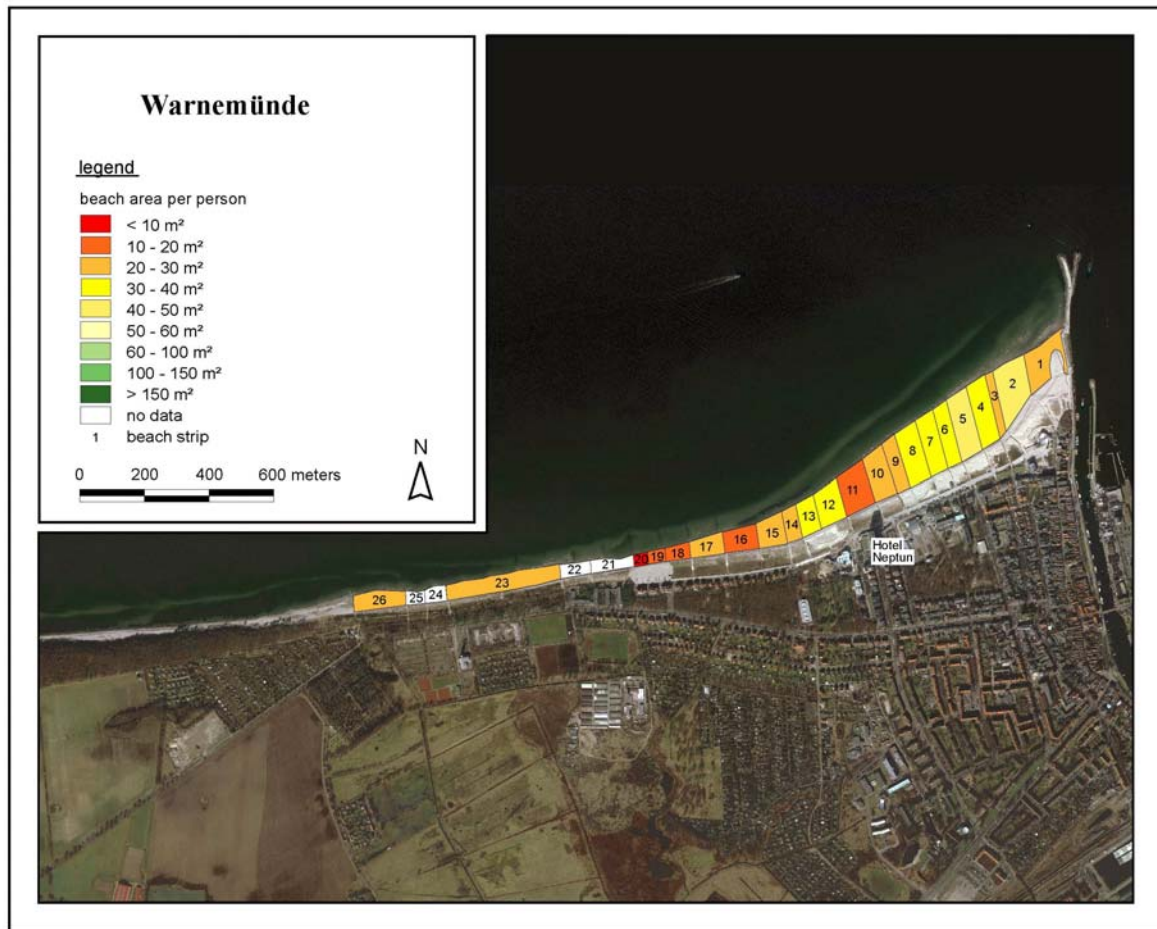 Warnemünde
legend
beach area per person
< 10 m²
10 - 20 m²
20 - 30 m²
30 - 40 m²
40 - 50 m²
50 - 60 m²
60 - 100 m²
100 - 150 m²
> 150 m²
no data
1 beach strip
N
0 200 400 600 meters
1
2
3
4
5
6
7
8
9
10
11
12
13
14
15
16
17
18
19
20
21
22
23
24
25
26
Hotel
Neptun